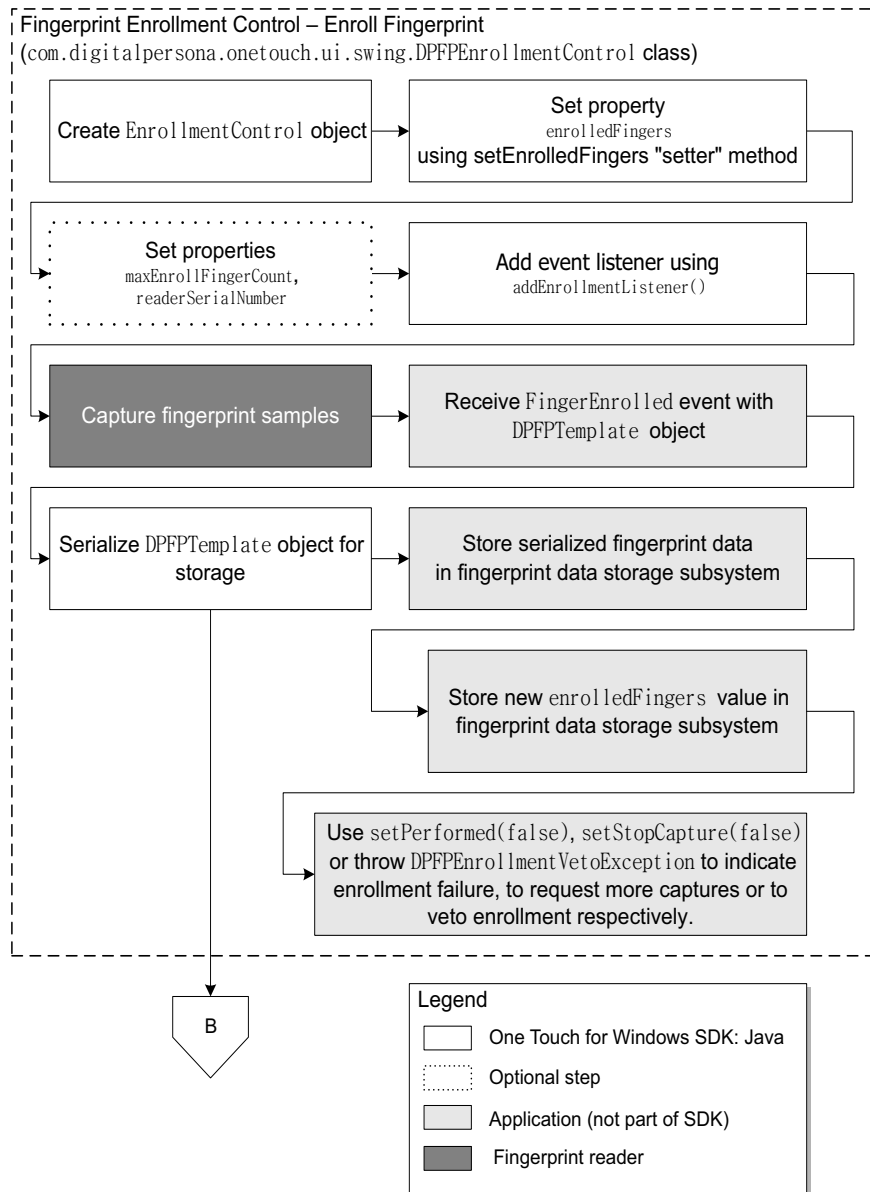 Fingerprint Enrollment Control – Enroll Fingerprint
(com.digitalpersona.onetouch.ui.swing.DPFPEnrollmentControl class)
Create EnrollmentControl object
Set property
enrolledFingers
using setEnrolledFingers "setter" method
Set properties
maxEnrollFingerCount,
readerSerialNumber
Add event listener using
addEnrollmentListener()
Capture fingerprint samples
Receive FingerEnrolled event with
DPFPTemplate object
Serialize DPFPTemplate object for
storage
Store serialized fingerprint data
in fingerprint data storage subsystem
Store new enrolledFingers value in
fingerprint data storage subsystem
Use setPerformed(false), setStopCapture(false)
or throw DPFPEnrollmentVetoException to indicate
enrollment failure, to request more captures or to
veto enrollment respectively.
B
Legend
One Touch for Windows SDK: Java
Optional step
Application (not part of SDK)
Fingerprint reader